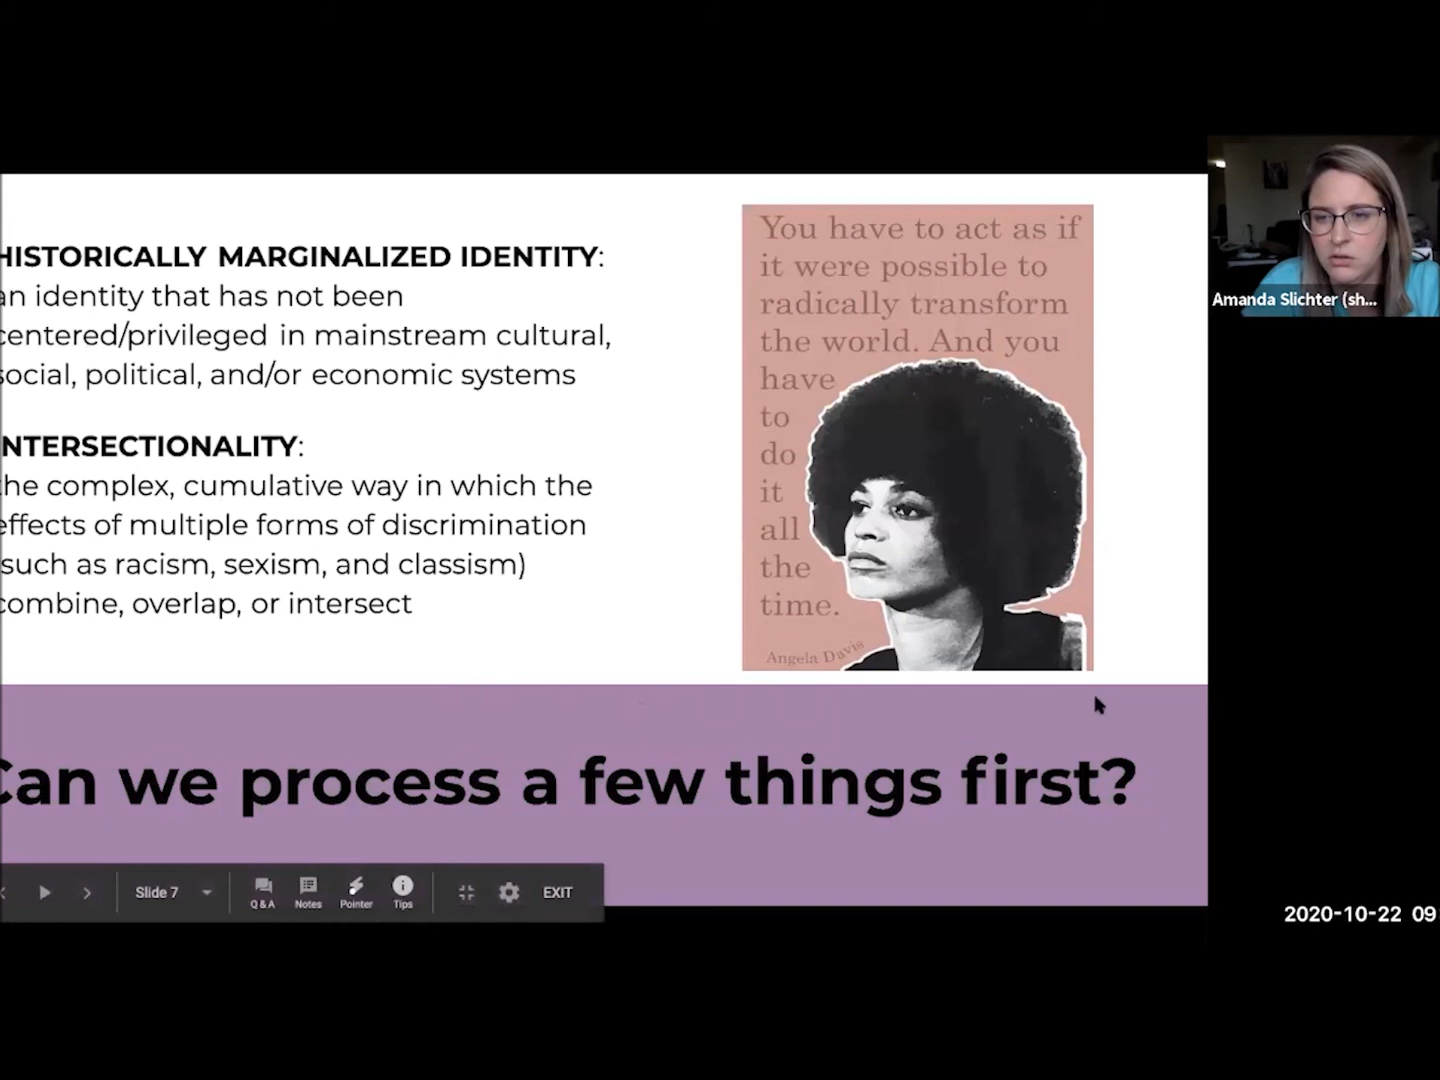 HISTORICALLY MARGINALIZED IDENTITY:
an identity that has not been
centered/privileged in mainstream cultural,
social, political, and/or economic systems
INTERSECTIONALITY:
the complex, cumulative way in which the
effects of multiple forms of discrimination
(such as racism, sexism, and classism)
combine, overlap, or intersect
You have to act as if
it were possible to
radically transform
the world. And you
have
to
do
it
all
the
time.
Angela Davis
Can we process a few things first?
Slide 7
Q & A
Notes
Pointer
Tips
EXIT
Amanda Slichter (sh...
2020-10-22 09